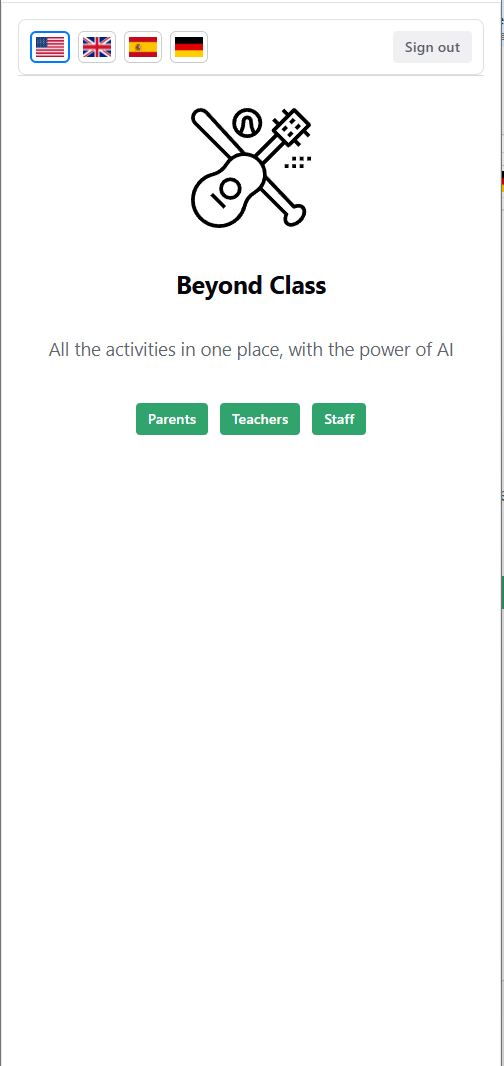 Sign out
Beyond Class
All the activities in one place, with the power of AI
Parents Teachers Staff